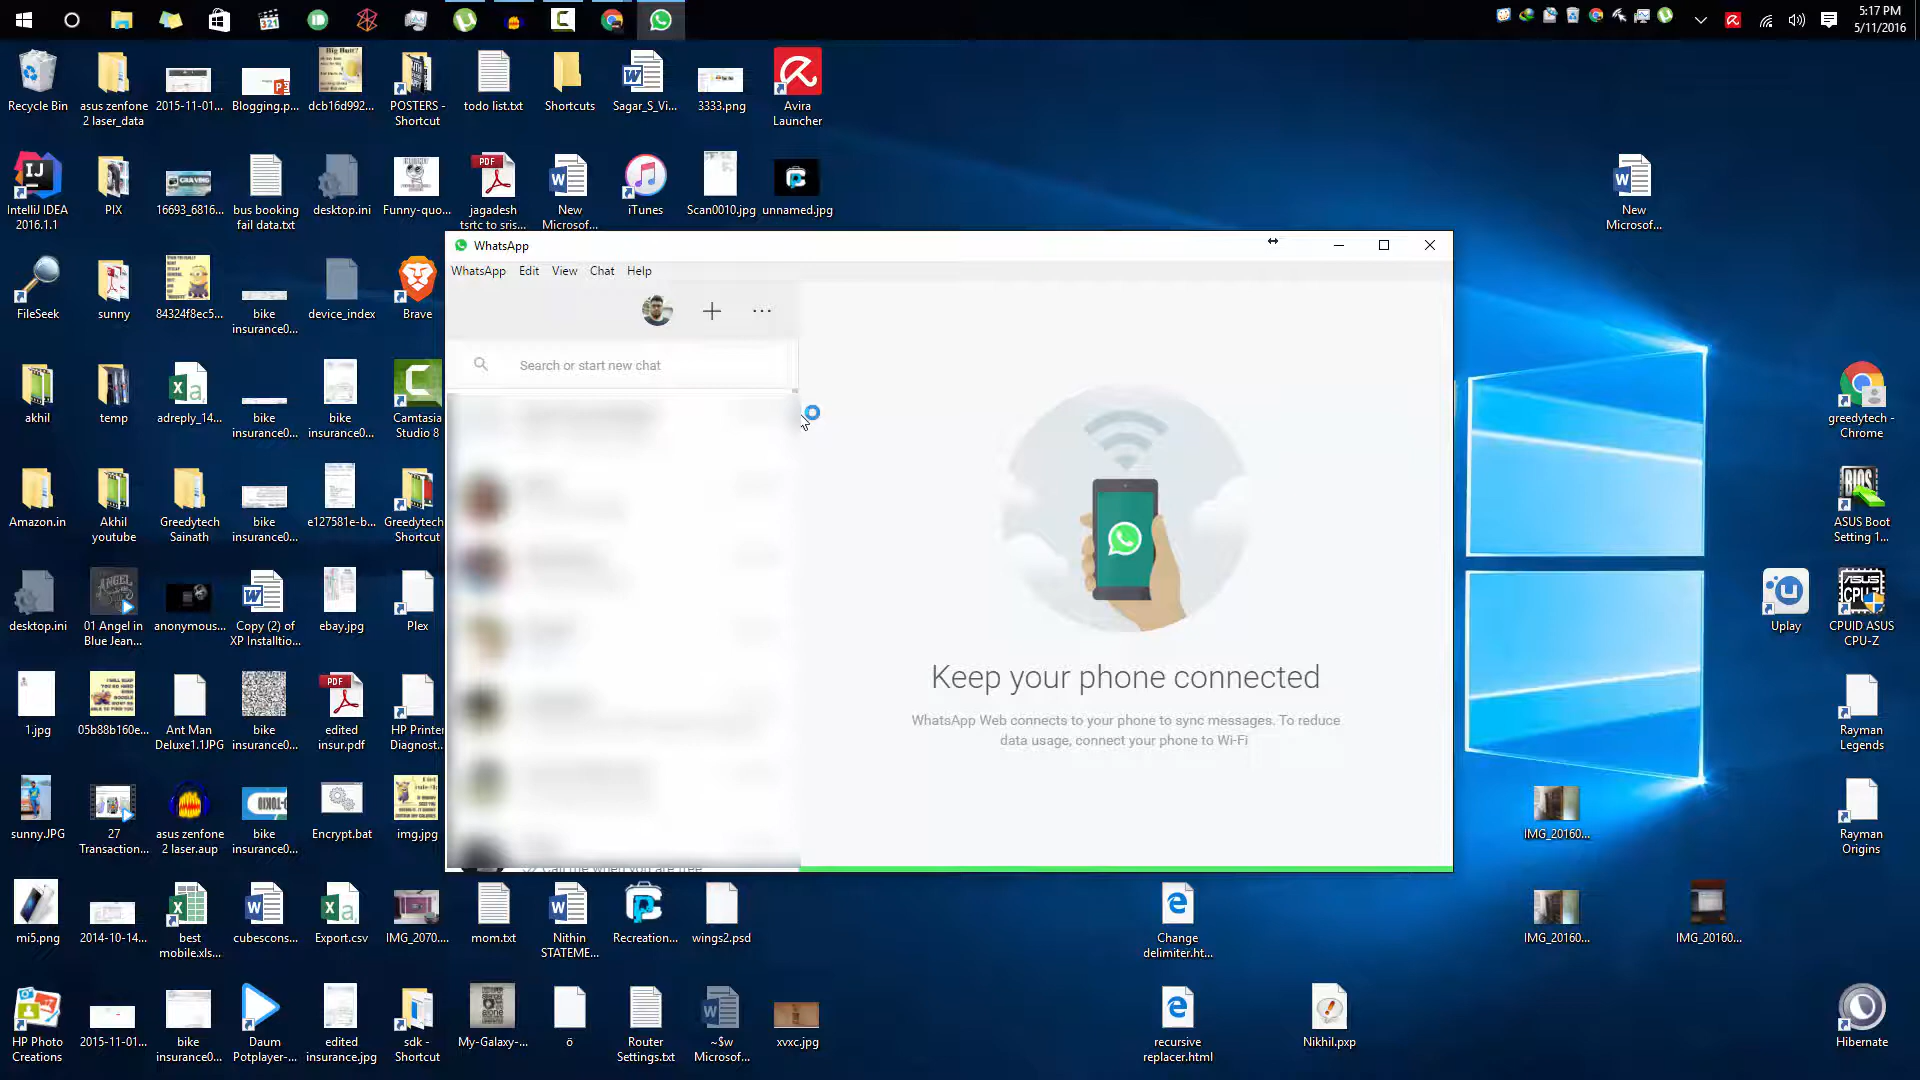 5:17 PM
5/11/2016
Recycle Bin
asus zenfone
2 laser_data
2015-11-01...
Blogging.p...
dcb16d992...
POSTERS -
Shortcut
todo list.txt
Shortcuts
Sagar_S_Vi...
3333.png
Avira
Launcher
IntelliJ IDEA
2016.1.1
PIX
16693_6816...
bus booking
fail data.txt
desktop.ini
Funny-quo...
jagadesh
tsrtc to sris...
New
Microsof...
iTunes
Scan0010.jpg
unnamed.jpg
New
Microsof...
WhatsApp
WhatsApp Edit View Chat Help
Search or start new chat
Keep your phone connected
WhatsApp Web connects to your phone to sync messages. To reduce
data usage, connect your phone to Wi-Fi
Call me when you are free
FileSeek
sunny
84324f8ec5...
bike
insurance0...
device_index
Brave
akhil
temp
adreply_14...
bike
insurance0...
bike
insurance0...
Camtasia
Studio 8
greedytech -
Chrome
Amazon.in
Akhil
youtube
Greedytech
Sainath
bike
insurance0...
e127581e-b...
Greedytech
Shortcut
ASUS Boot
Setting 1...
desktop.ini
01 Angel in
Blue Jean...
anonymous...
Copy (2) of
XP Installtio...
ebay.jpg
Plex
Uplay
CPUID ASUS
CPU-Z
1.jpg
05b88b160e...
Ant Man
Deluxe1.1JPG
bike
insurance0...
edited
insur.pdf
HP Printer
Diagnost...
Rayman
Legends
sunny.JPG
27
Transaction...
asus zenfone
2 laser.aup
bike
insurance0...
Encrypt.bat
img.jpg
IMG_20160...
Rayman
Origins
mi5.png
2014-10-14...
best
mobile.xls...
cubescons...
Export.csv
IMG_2070....
mom.txt
Nithin
STATEME...
Recreation...
wings2.psd
Change
delimiter.ht...
IMG_20160...
IMG_20160...
HP Photo
Creations
2015-11-01...
bike
insurance0...
Daum
Potplayer-...
edited
insurance.jpg
sdk -
Shortcut
My-Galaxy-...
ö
Router
Settings.txt
~$w
Microsof...
xvxc.jpg
recursive
replacer.html
Nikhil.pxp
Hibernate